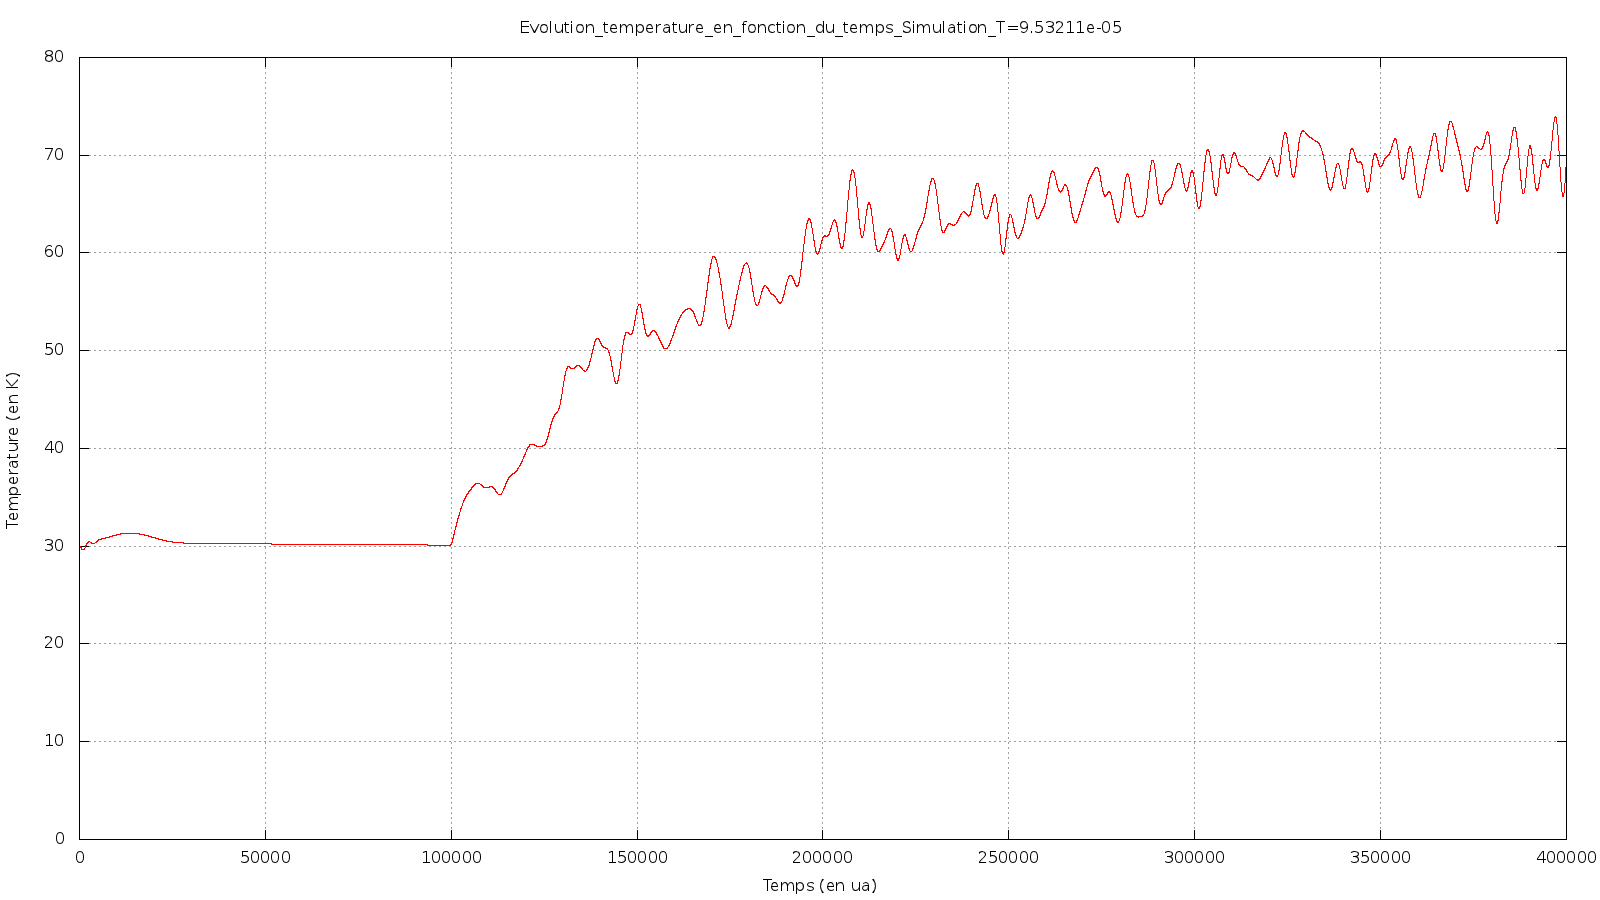 Evolution_temperature_en_fonction_du_temps_Simulation_T=9.53211e-05
80
70
60
50
40
30
20
10
0
Temperature (en K)
0 50000 100000 150000 200000 250000 300000 350000 400000
Temps (en ua)